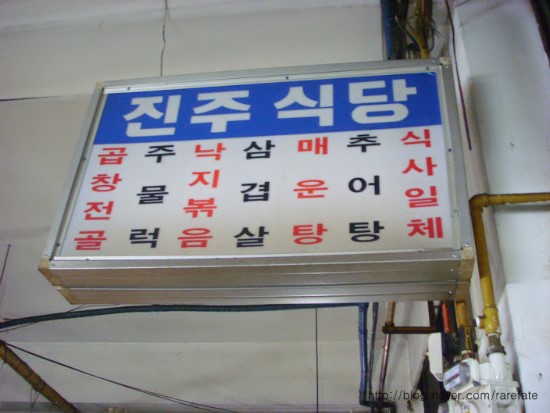 진주식당
곱창전골
주물럭
낙지볶음
삼겹살
매운탕
추어탕
식사일체
http://blog.naver.com/rarefate